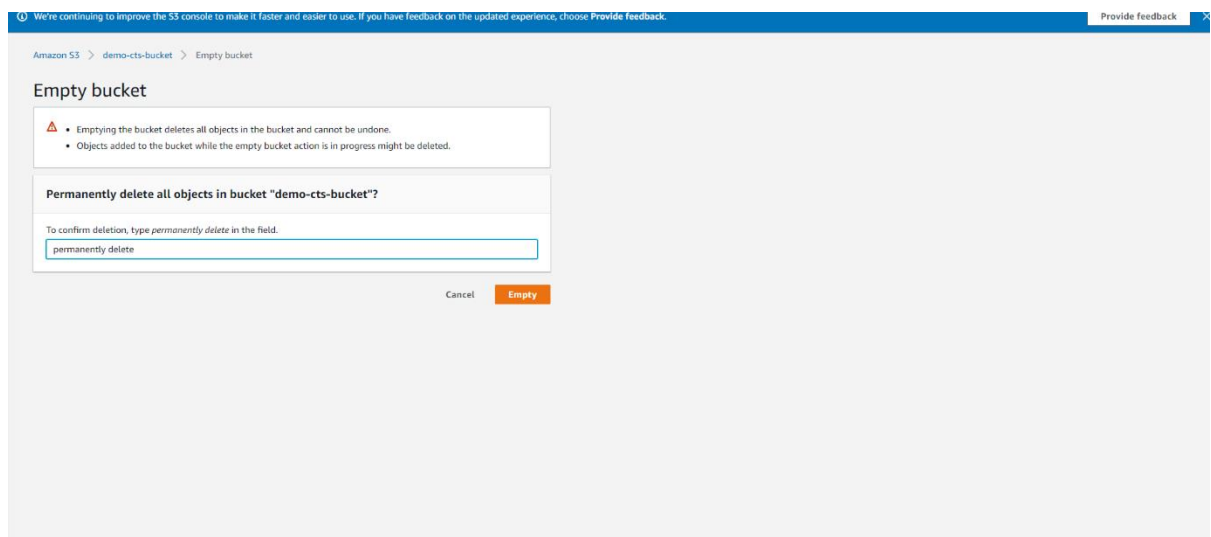 We're continuing to improve the S3 console to make it faster and easier to use. If you have feedback on the updated experience, choose Provide feedback.
Provide feedback
Amazon S3 > demo-cts-bucket > Empty bucket
Empty bucket
• Emptying the bucket deletes all objects in the bucket and cannot be undone.
• Objects added to the bucket while the empty bucket action is in progress might be deleted.
Permanently delete all objects in bucket "demo-cts-bucket"?
To confirm deletion, type permanently delete in the field.
permanently delete
Cancel
Empty